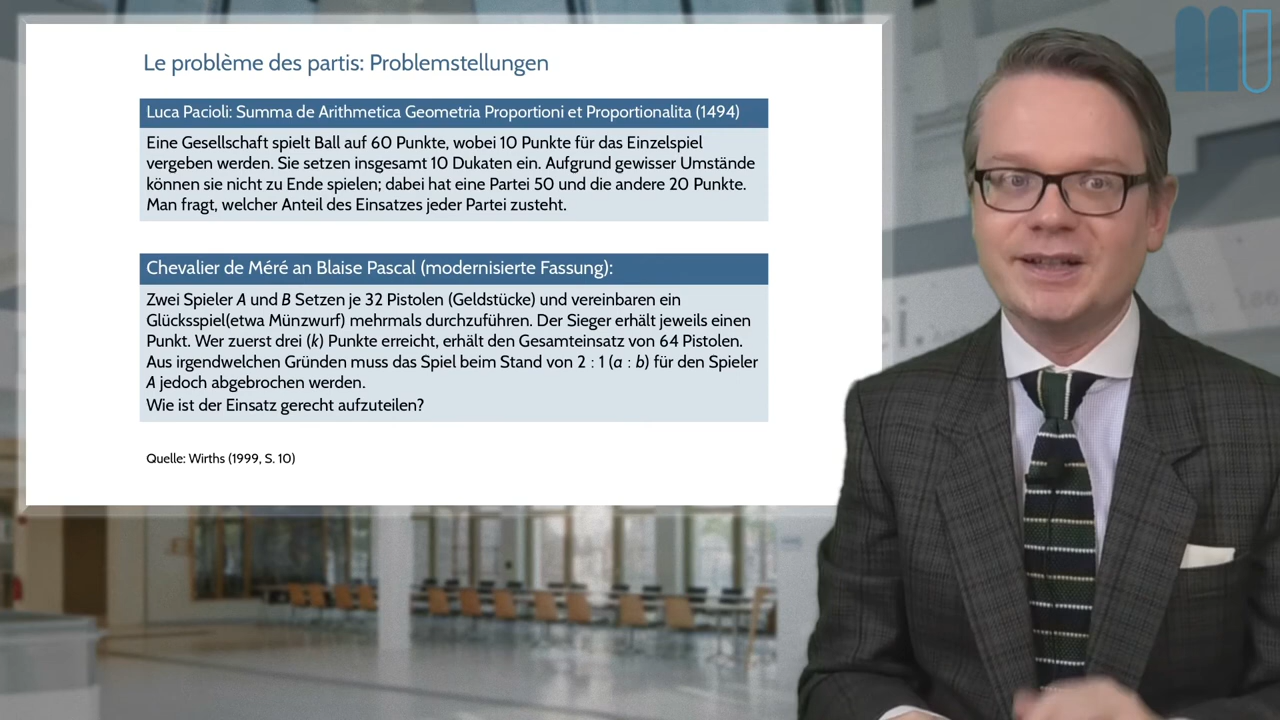 Le problème des partis: Problemstellungen
Luca Pacioli: Summa de Arithmetica Geometria Proportioni et Proportionalita (1494)
Eine Gesellschaft spielt Ball auf 60 Punkte, wobei 10 Punkte für das Einzelspiel
vergeben werden. Sie setzen insgesamt 10 Dukaten ein. Aufgrund gewisser Umstände
können sie nicht zu Ende spielen; dabei hat eine Partei 50 und die andere 20 Punkte.
Man fragt, welcher Anteil des Einsatzes jeder Partei zusteht.
Chevalier de Méré an Blaise Pascal (modernisierte Fassung):
Zwei Spieler A und B Setzen je 32 Pistolen (Geldstücke) und vereinbaren ein
Glücksspiel(etwa Münzwurf) mehrmals durchzuführen. Der Sieger erhält jeweils einen
Punkt. Wer zuerst drei (k) Punkte erreicht, erhält den Gesamteinsatz von 64 Pistolen.
Aus irgendwelchen Gründen muss das Spiel beim Stand von 2 : 1 (a : b) für den Spieler
A jedoch abgebrochen werden.
Wie ist der Einsatz gerecht aufzuteilen?
Quelle: Wirths (1999, S. 10)